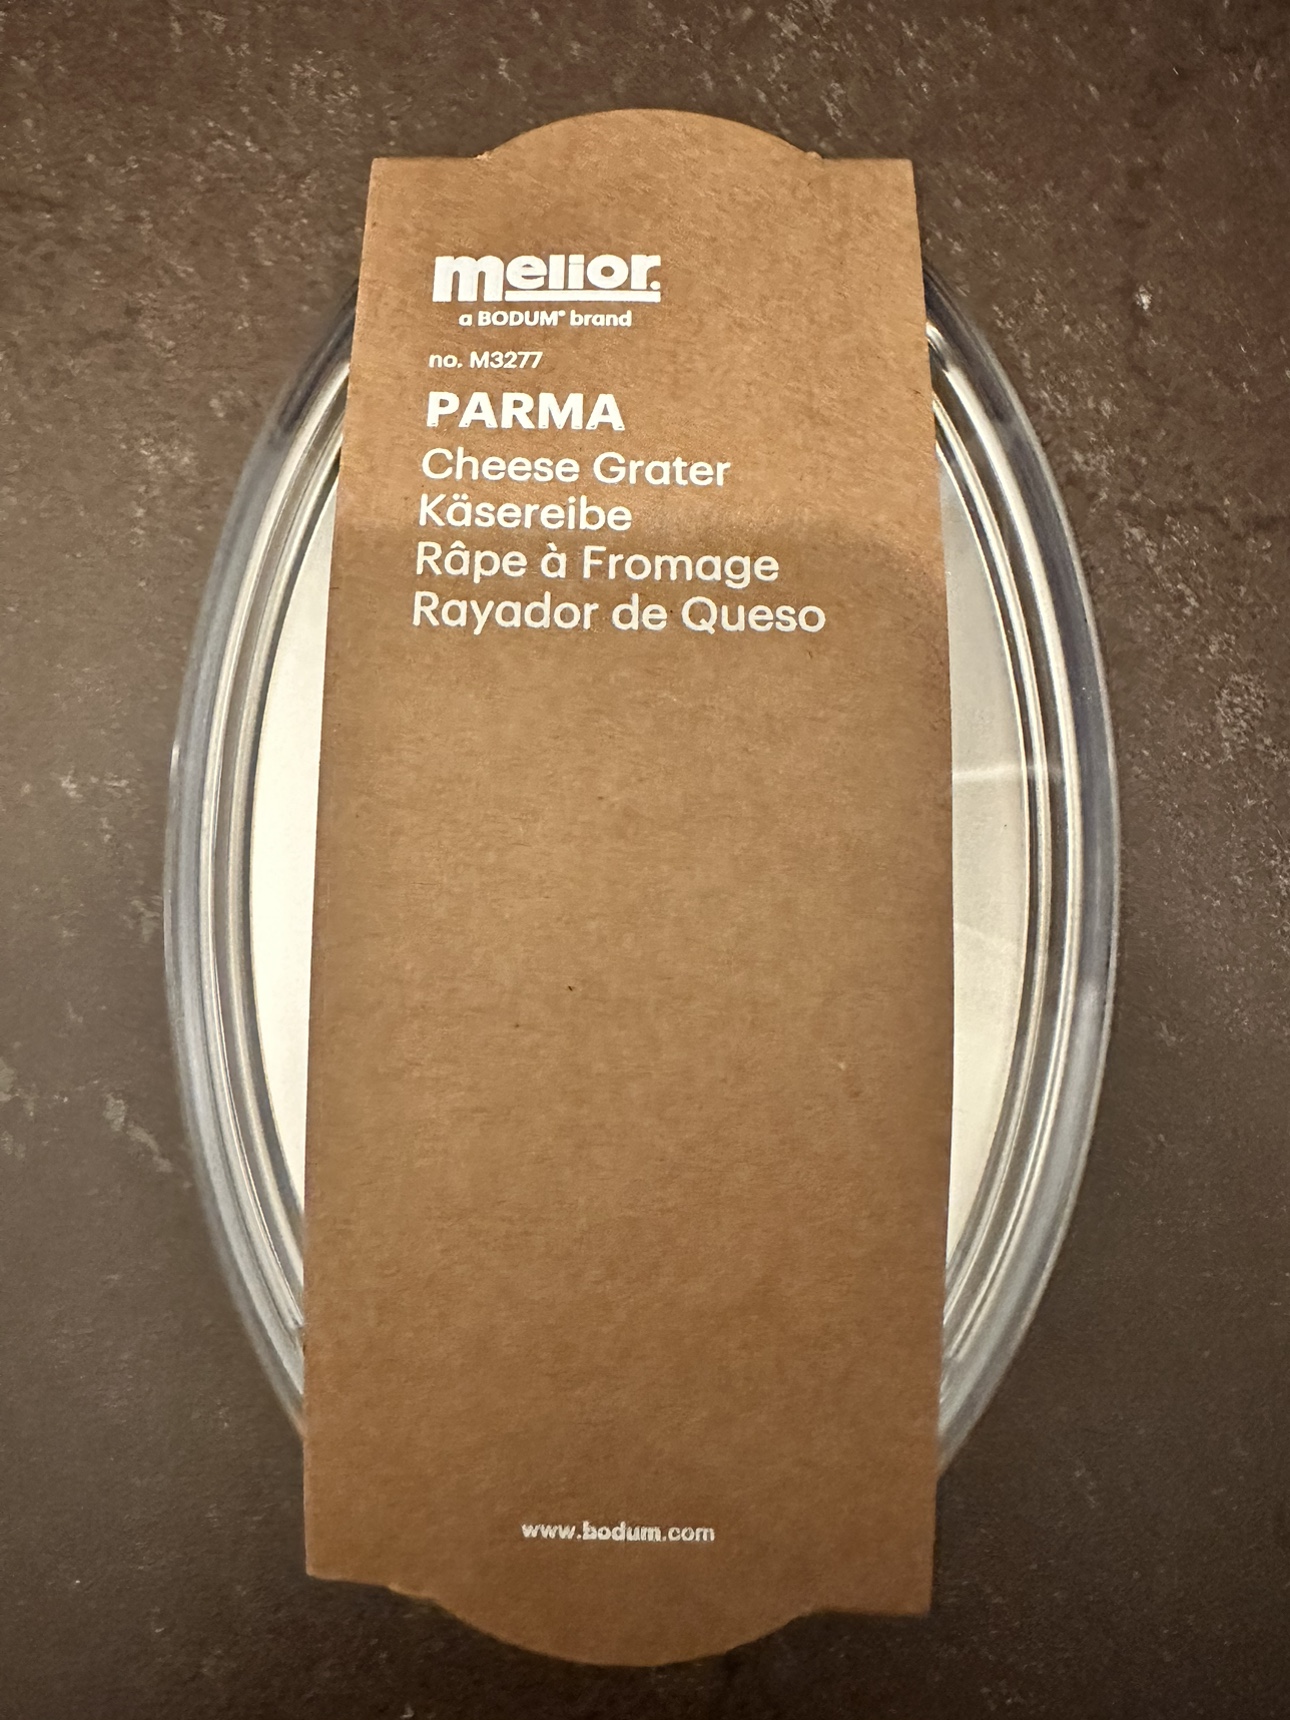 melior.
a BODUM® brand
no. M3277
PARMA
Cheese Grater
Käsereibe
Râpe à Fromage
Rayador de Queso
www.bodum.com